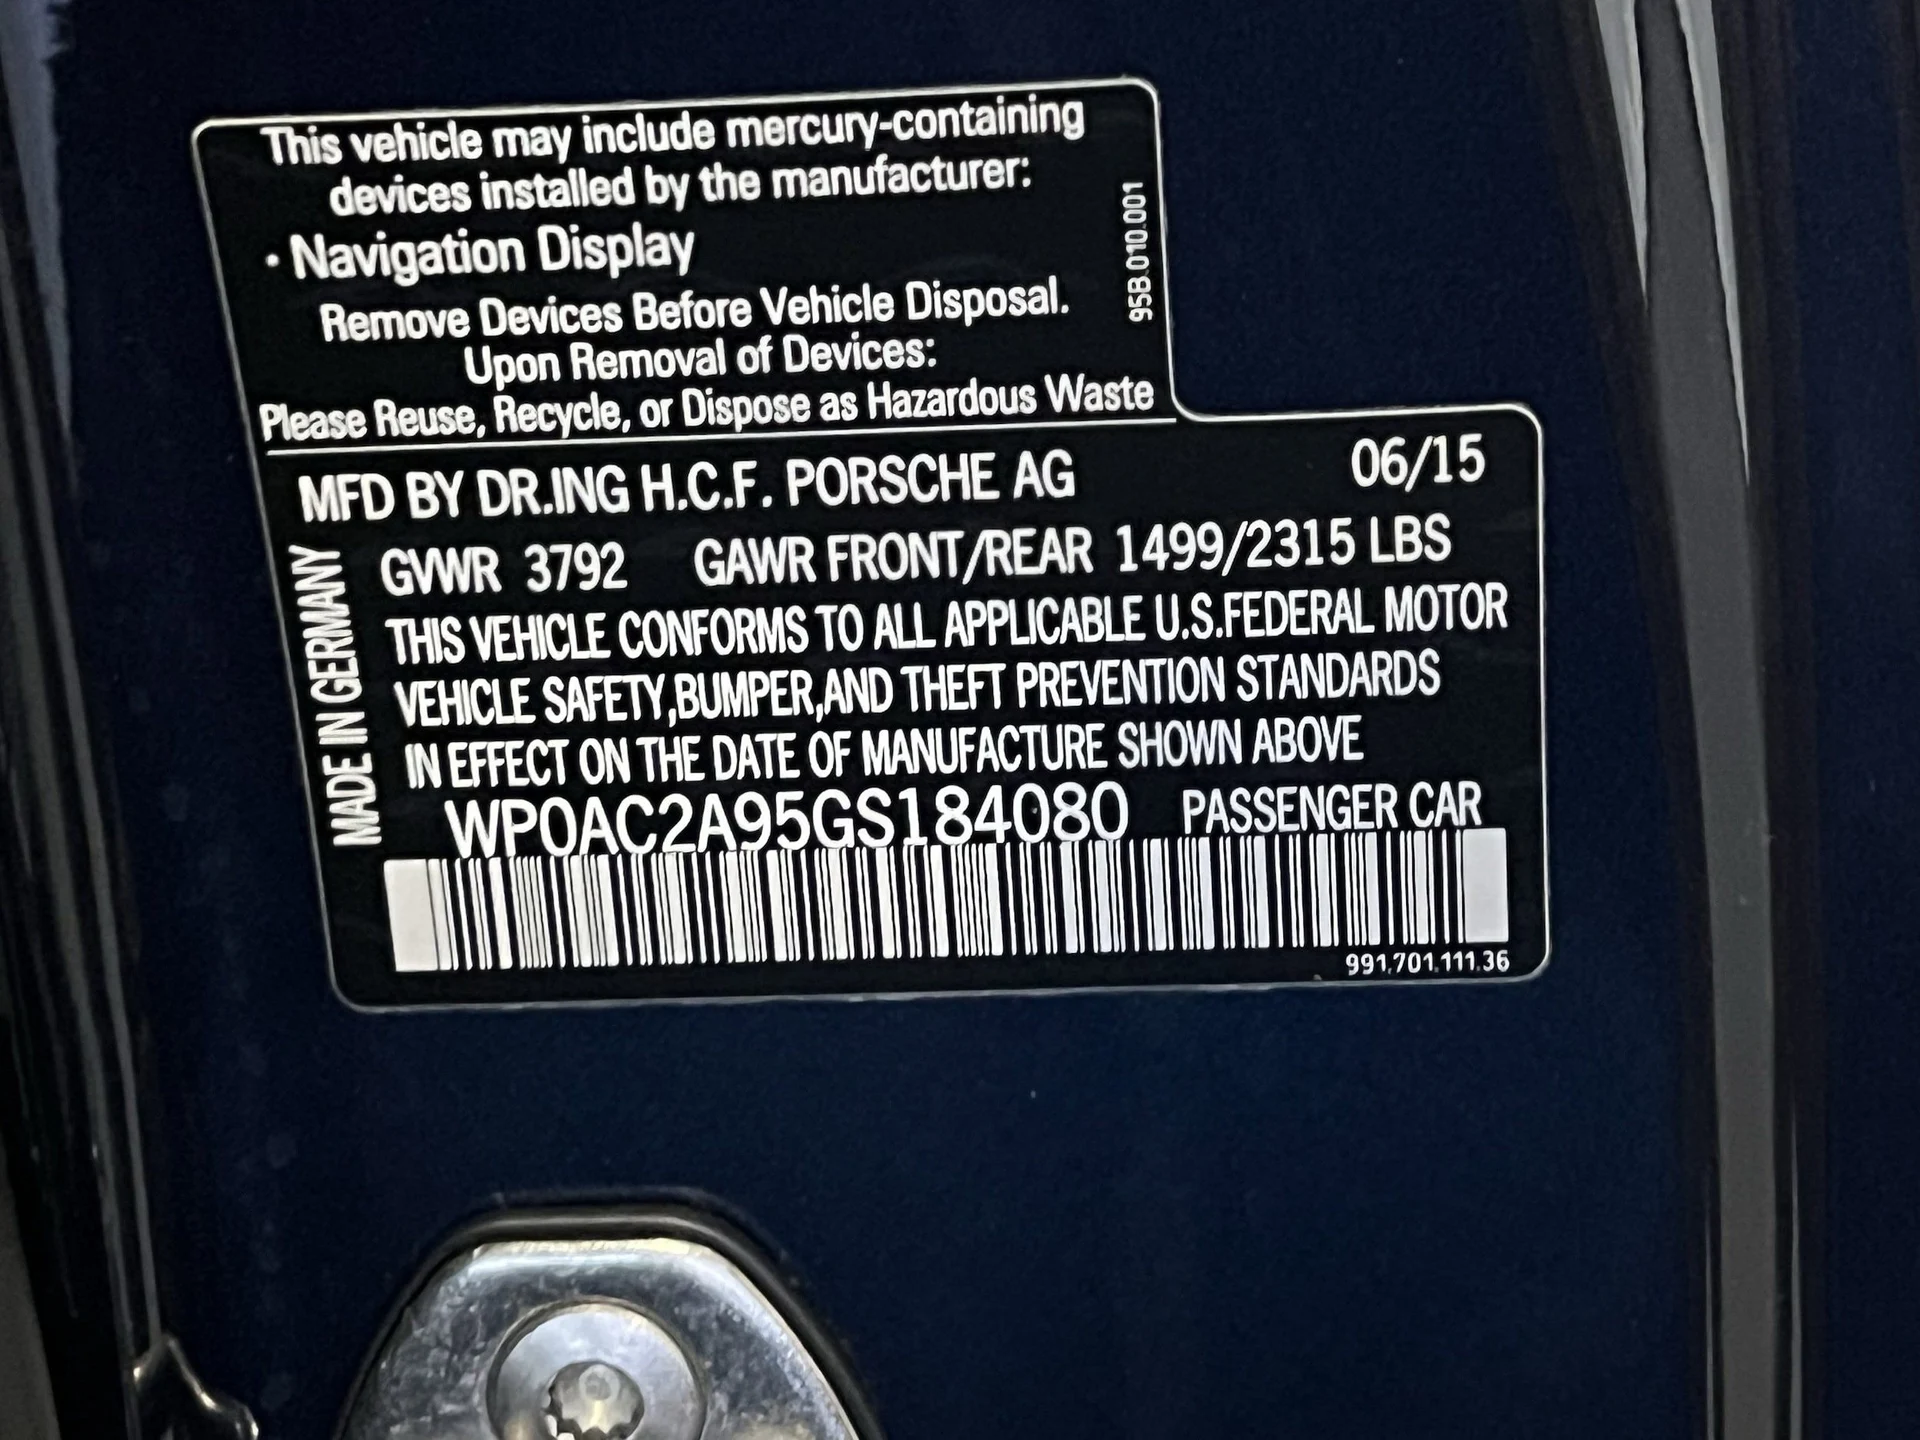 This vehicle may include mercury-containing
devices installed by the manufacturer:
· Navigation Display
Remove Devices Before Vehicle Disposal.
Upon Removal of Devices:
Please Reuse, Recycle, or Dispose as Hazardous Waste
95B.010.001
MFD BY DR.ING H.C.F. PORSCHE AG 06/15
GVWR 3792 GAWR FRONT/REAR 1499/2315 LBS
THIS VEHICLE CONFORMS TO ALL APPLICABLE U.S.FEDERAL MOTOR
VEHICLE SAFETY,BUMPER,AND THEFT PREVENTION STANDARDS
IN EFFECT ON THE DATE OF MANUFACTURE SHOWN ABOVE
MADE IN GERMANY
WP0AC2A95GS184080 PASSENGER CAR
991.701.111.36